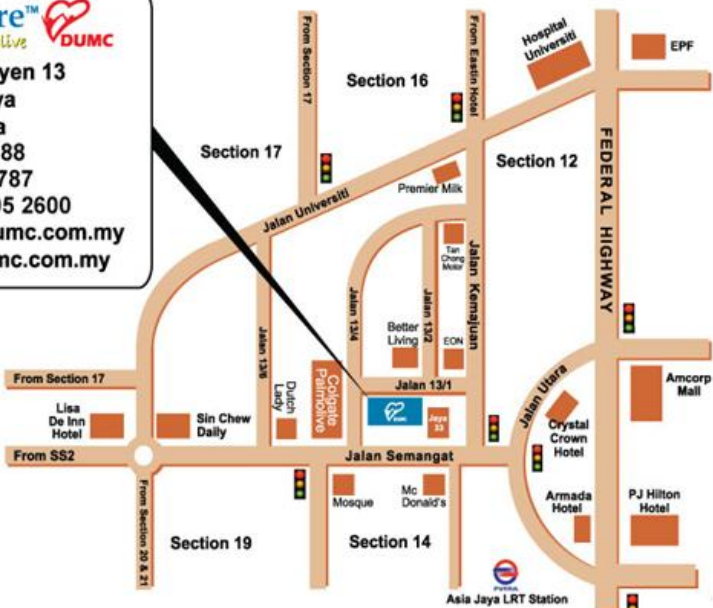 re™
live
DUMC
yen 13
ya
a
88
787
05 2600
umc.com.my
mc.com.my
From Section 17
Section 16
From Eastin Hotel
Hospital
Universiti
EPF
Section 17
Section 12
FEDERAL HIGHWAY
Premier Milk
Jalan Universiti
Tan
Chong
Motor
Jalan Kemajuan
Jalan 13/4
Jalan 13/2
Better
Living
EON
Jalan 13/6
From Section 17
Jalan 13/1
Jalan Utara
Amcorp
Mall
Lisa
De Inn
Hotel
Sin Chew
Daily
Dutch
Lady
Colgate
Palmolive
DUMC
Jaya
33
Crystal
Crown
Hotel
From SS2
Jalan Semangat
From Section 20 & 21
Mosque
Mc
Donald's
Armada
Hotel
PJ Hilton
Hotel
Section 19
Section 14
PUTRA
Asia Jaya LRT Station